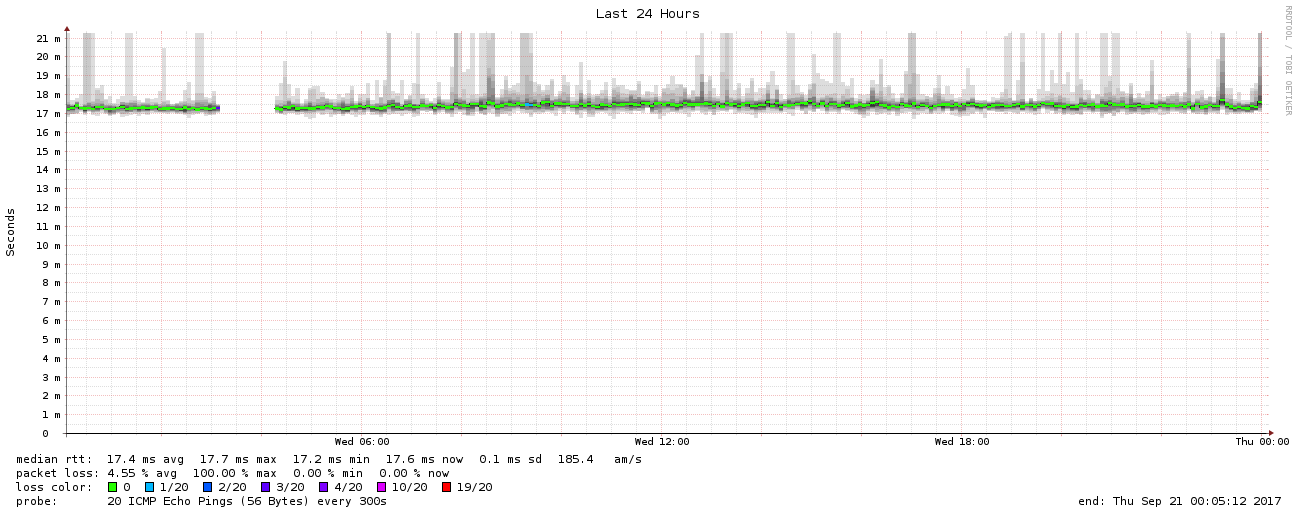 Last 24 Hours
RRDTOOL / TOBI OETIKER
Seconds
21 m
20 m
19 m
18 m
17 m
16 m
15 m
14 m
13 m
12 m
11 m
10 m
9 m
8 m
7 m
6 m
5 m
4 m
3 m
2 m
1 m
0
Wed 06:00 Wed 12:00 Wed 18:00 Thu 00:00
median rtt: 17.4 ms avg 17.7 ms max 17.2 ms min 17.6 ms now 0.1 ms sd 185.4 am/s
packet loss: 4.55 % avg 100.00 % max 0.00 % min 0.00 % now
loss color: 0 1/20 2/20 3/20 4/20 10/20 19/20
probe: 20 ICMP Echo Pings (56 Bytes) every 300s end: Thu Sep 21 00:05:12 2017